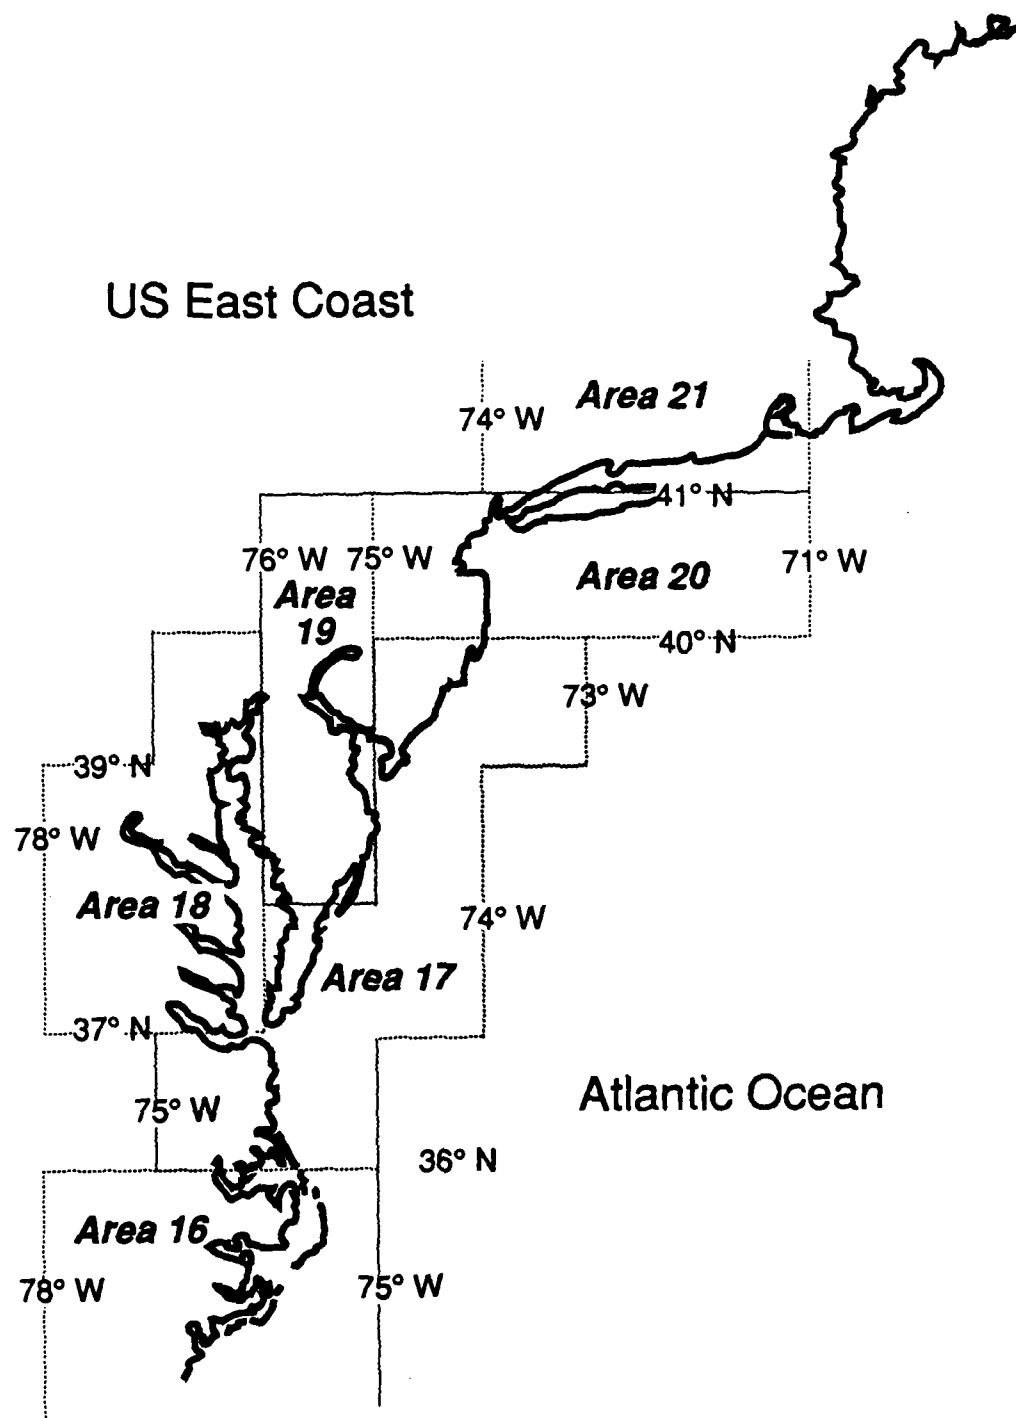 US East Coast
Area 21
74° W
41° N
76° W
75° W
71° W
Area 20
Area
19
40° N
73° W
39° N
78° W
Area 18
74° W
Area 17
37° N
Atlantic Ocean
75° W
36° N
Area 16
78° W
75° W